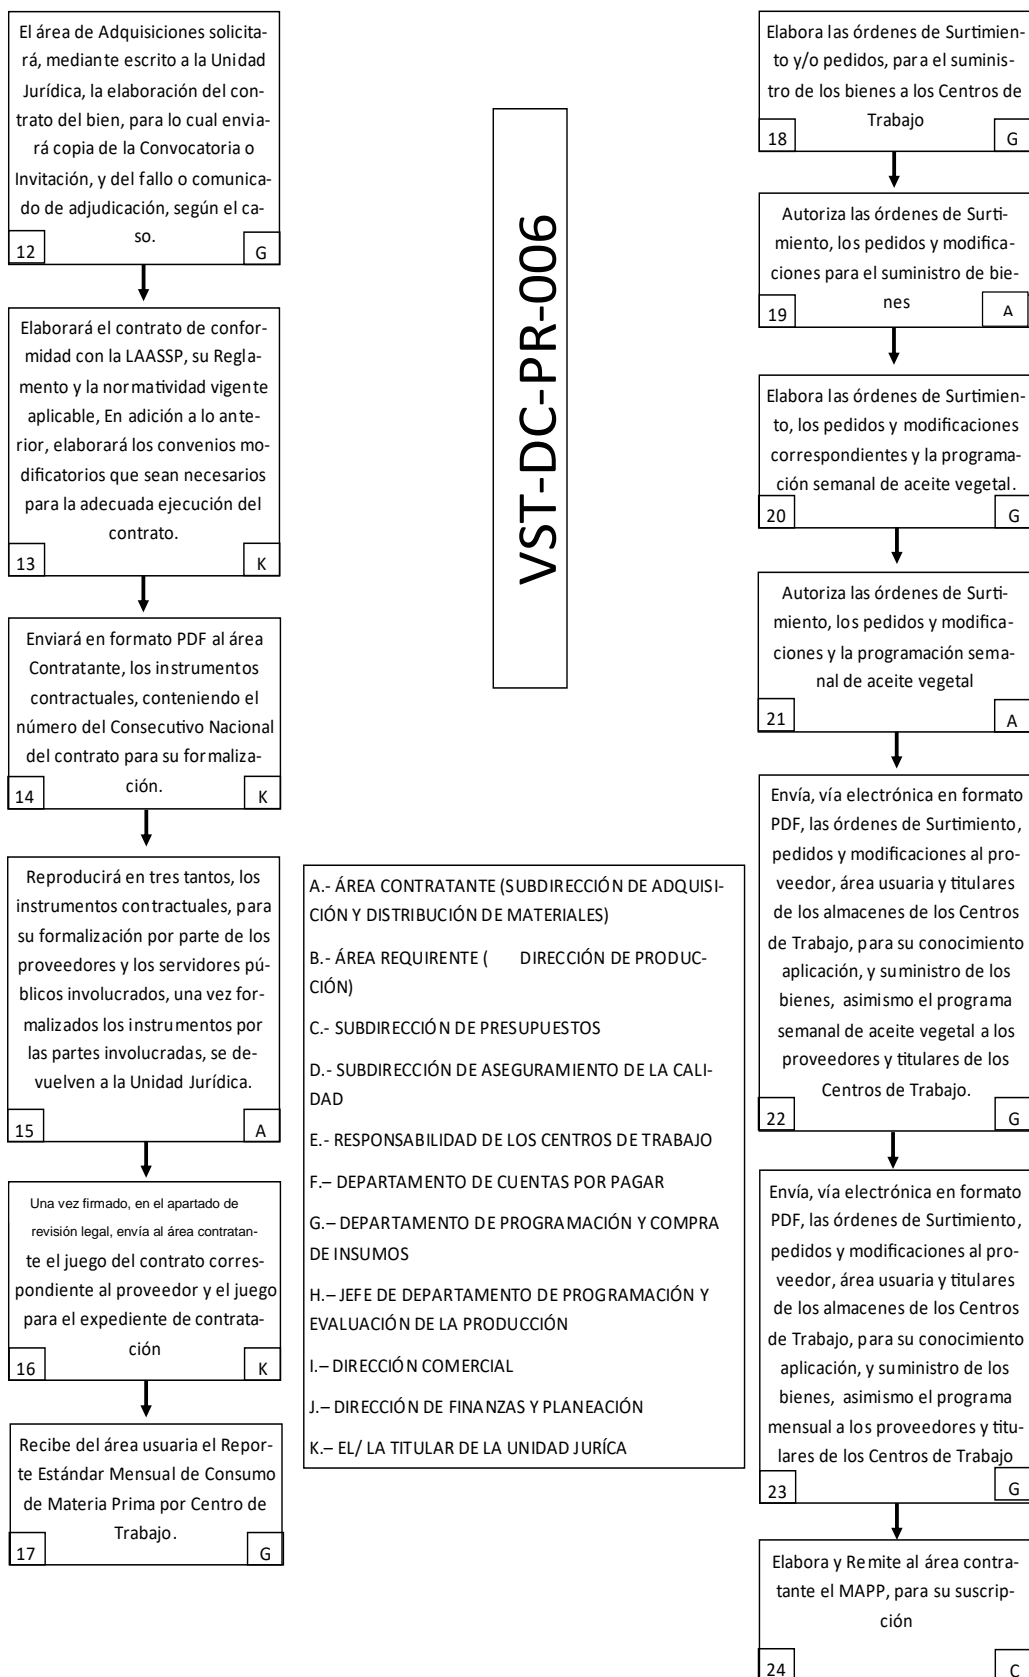 El área de Adquisiciones solicita-
rá, mediante escrito a la Unidad
Jurídica, la elaboración del con-
trato del bien, para lo cual envia-
rá copia de la Convocatoria o
Invitación, y del fallo o comunica-
do de adjudicación, según el ca-
so.
12
G
Elaborará el contrato de confor-
midad con la LAASSP, su Regla-
mento y la normatividad vigente
aplicable, En adición a lo ante-
rior, elaborará los convenios mo-
dificatorios que sean necesarios
para la adecuada ejecución del
contrato.
13
K
Enviará en formato PDF al área
Contratante, los instrumentos
contractuales, conteniendo el
número del Consecutivo Nacional
del contrato para su formaliza-
ción.
14
K
Reproducirá en tres tantos, los
instrumentos contractuales, para
su formalización por parte de los
proveedores y los servidores pú-
blicos involucrados, una vez for-
malizados los instrumentos por
las partes involucradas, se de-
vuelven a la Unidad Jurídica.
15
A
Una vez firmado, en el apartado de
revisión legal, envía al área contratan-
te el juego del contrato corres-
pondiente al proveedor y el juego
para el expediente de contrata-
ción
16
K
Recibe del área usuaria el Repor-
te Estándar Mensual de Consumo
de Materia Prima por Centro de
Trabajo.
17
G
VST-DC-PR-006
A.- ÁREA CONTRATANTE (SUBDIRECCIÓN DE ADQUISI-
CIÓN Y DISTRIBUCIÓN DE MATERIALES)
B.- ÁREA REQUIRENTE ( DIRECCIÓN DE PRODUC-
CIÓN)
C.- SUBDIRECCIÓN DE PRESUPUESTOS
D.- SUBDIRECCIÓN DE ASEGURAMIENTO DE LA CALI-
DAD
E.- RESPONSABILIDAD DE LOS CENTROS DE TRABAJO
F.– DEPARTAMENTO DE CUENTAS POR PAGAR
G.– DEPARTAMENTO DE PROGRAMACIÓN Y COMPRA
DE INSUMOS
H.– JEFE DE DEPARTAMENTO DE PROGRAMACIÓN Y
EVALUACIÓN DE LA PRODUCCIÓN
I.– DIRECCIÓN COMERCIAL
J.– DIRECCIÓN DE FINANZAS Y PLANEACIÓN
K.– EL/ LA TITULAR DE LA UNIDAD JURÍCA
Elabora las órdenes de Surtimien-
to y/o pedidos, para el suminis-
tro de los bienes a los Centros de
Trabajo
18
G
Autoriza las órdenes de Surti-
miento, los pedidos y modifica-
ciones para el suministro de bie-
nes
19
A
Elabora las órdenes de Surtimien-
to, los pedidos y modificaciones
correspondientes y la programa-
ción semanal de aceite vegetal.
20
G
Autoriza las órdenes de Surti-
miento, los pedidos y modifica-
ciones y la programación sema-
nal de aceite vegetal
21
A
Envía, vía electrónica en formato
PDF, las órdenes de Surtimiento,
pedidos y modificaciones al pro-
veedor, área usuaria y titulares
de los almacenes de los Centros
de Trabajo, para su conocimiento
aplicación, y suministro de los
bienes, asimismo el programa
semanal de aceite vegetal a los
proveedores y titulares de los
Centros de Trabajo.
22
G
Envía, vía electrónica en formato
PDF, las órdenes de Surtimiento,
pedidos y modificaciones al pro-
veedor, área usuaria y titulares
de los almacenes de los Centros
de Trabajo, para su conocimiento
aplicación, y suministro de los
bienes, asimismo el programa
mensual a los proveedores y titu-
lares de los Centros de Trabajo
23
G
Elabora y Remite al área contra-
tante el MAPP, para su suscrip-
ción
24
C